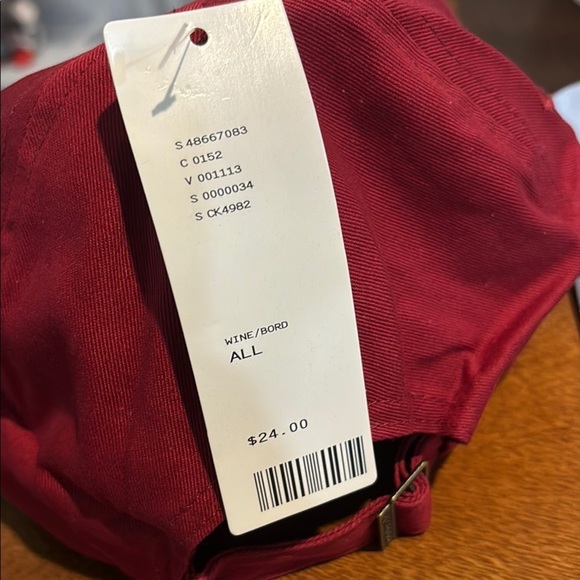 S 48667083
C 0152
V 001113
S 0000034
S CK4982
WINE/BORD
ALL
$24.00